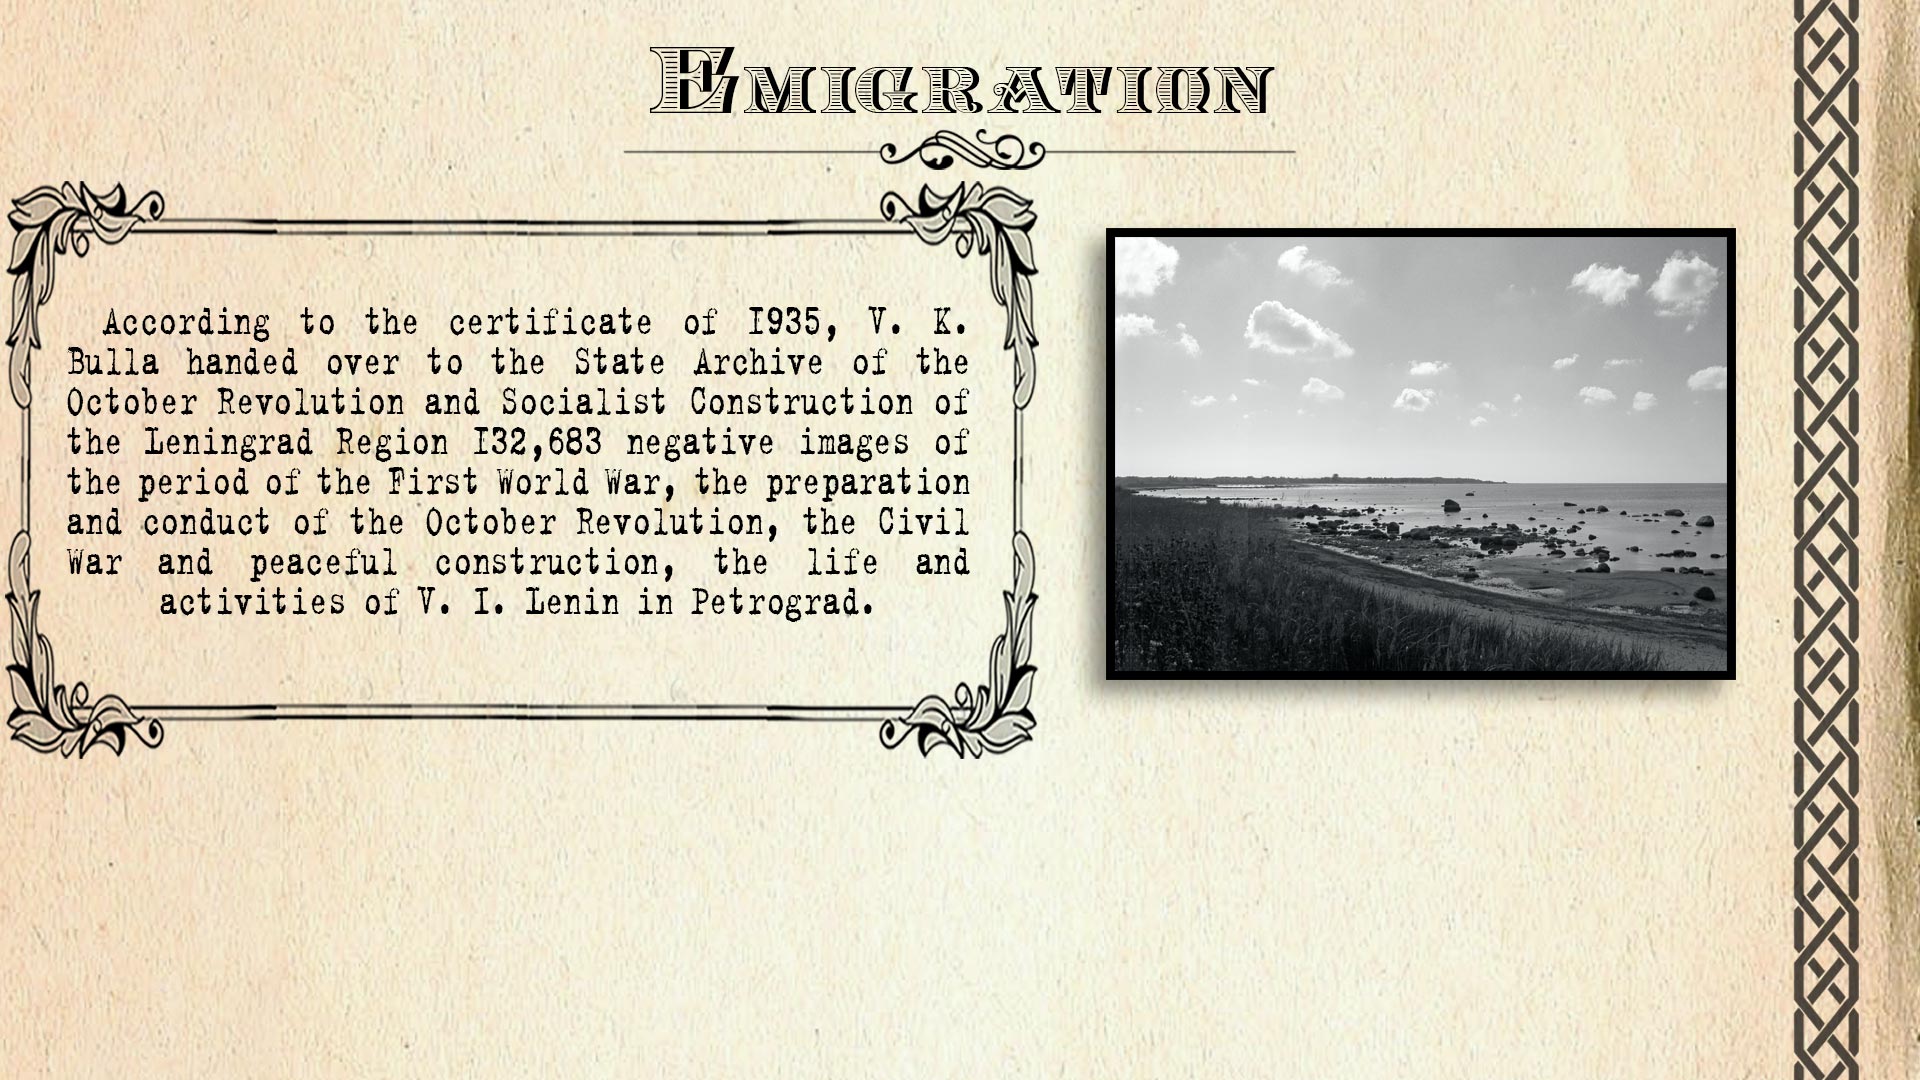 Emigration
According to the certificate of 1935, V. K.
Bulla handed over to the State Archive of the
October Revolution and Socialist Construction of
the Leningrad Region 132,683 negative images of
the period of the First World War, the preparation
and conduct of the October Revolution, the Civil
War and peaceful construction, the life and
activities of V. I. Lenin in Petrograd.